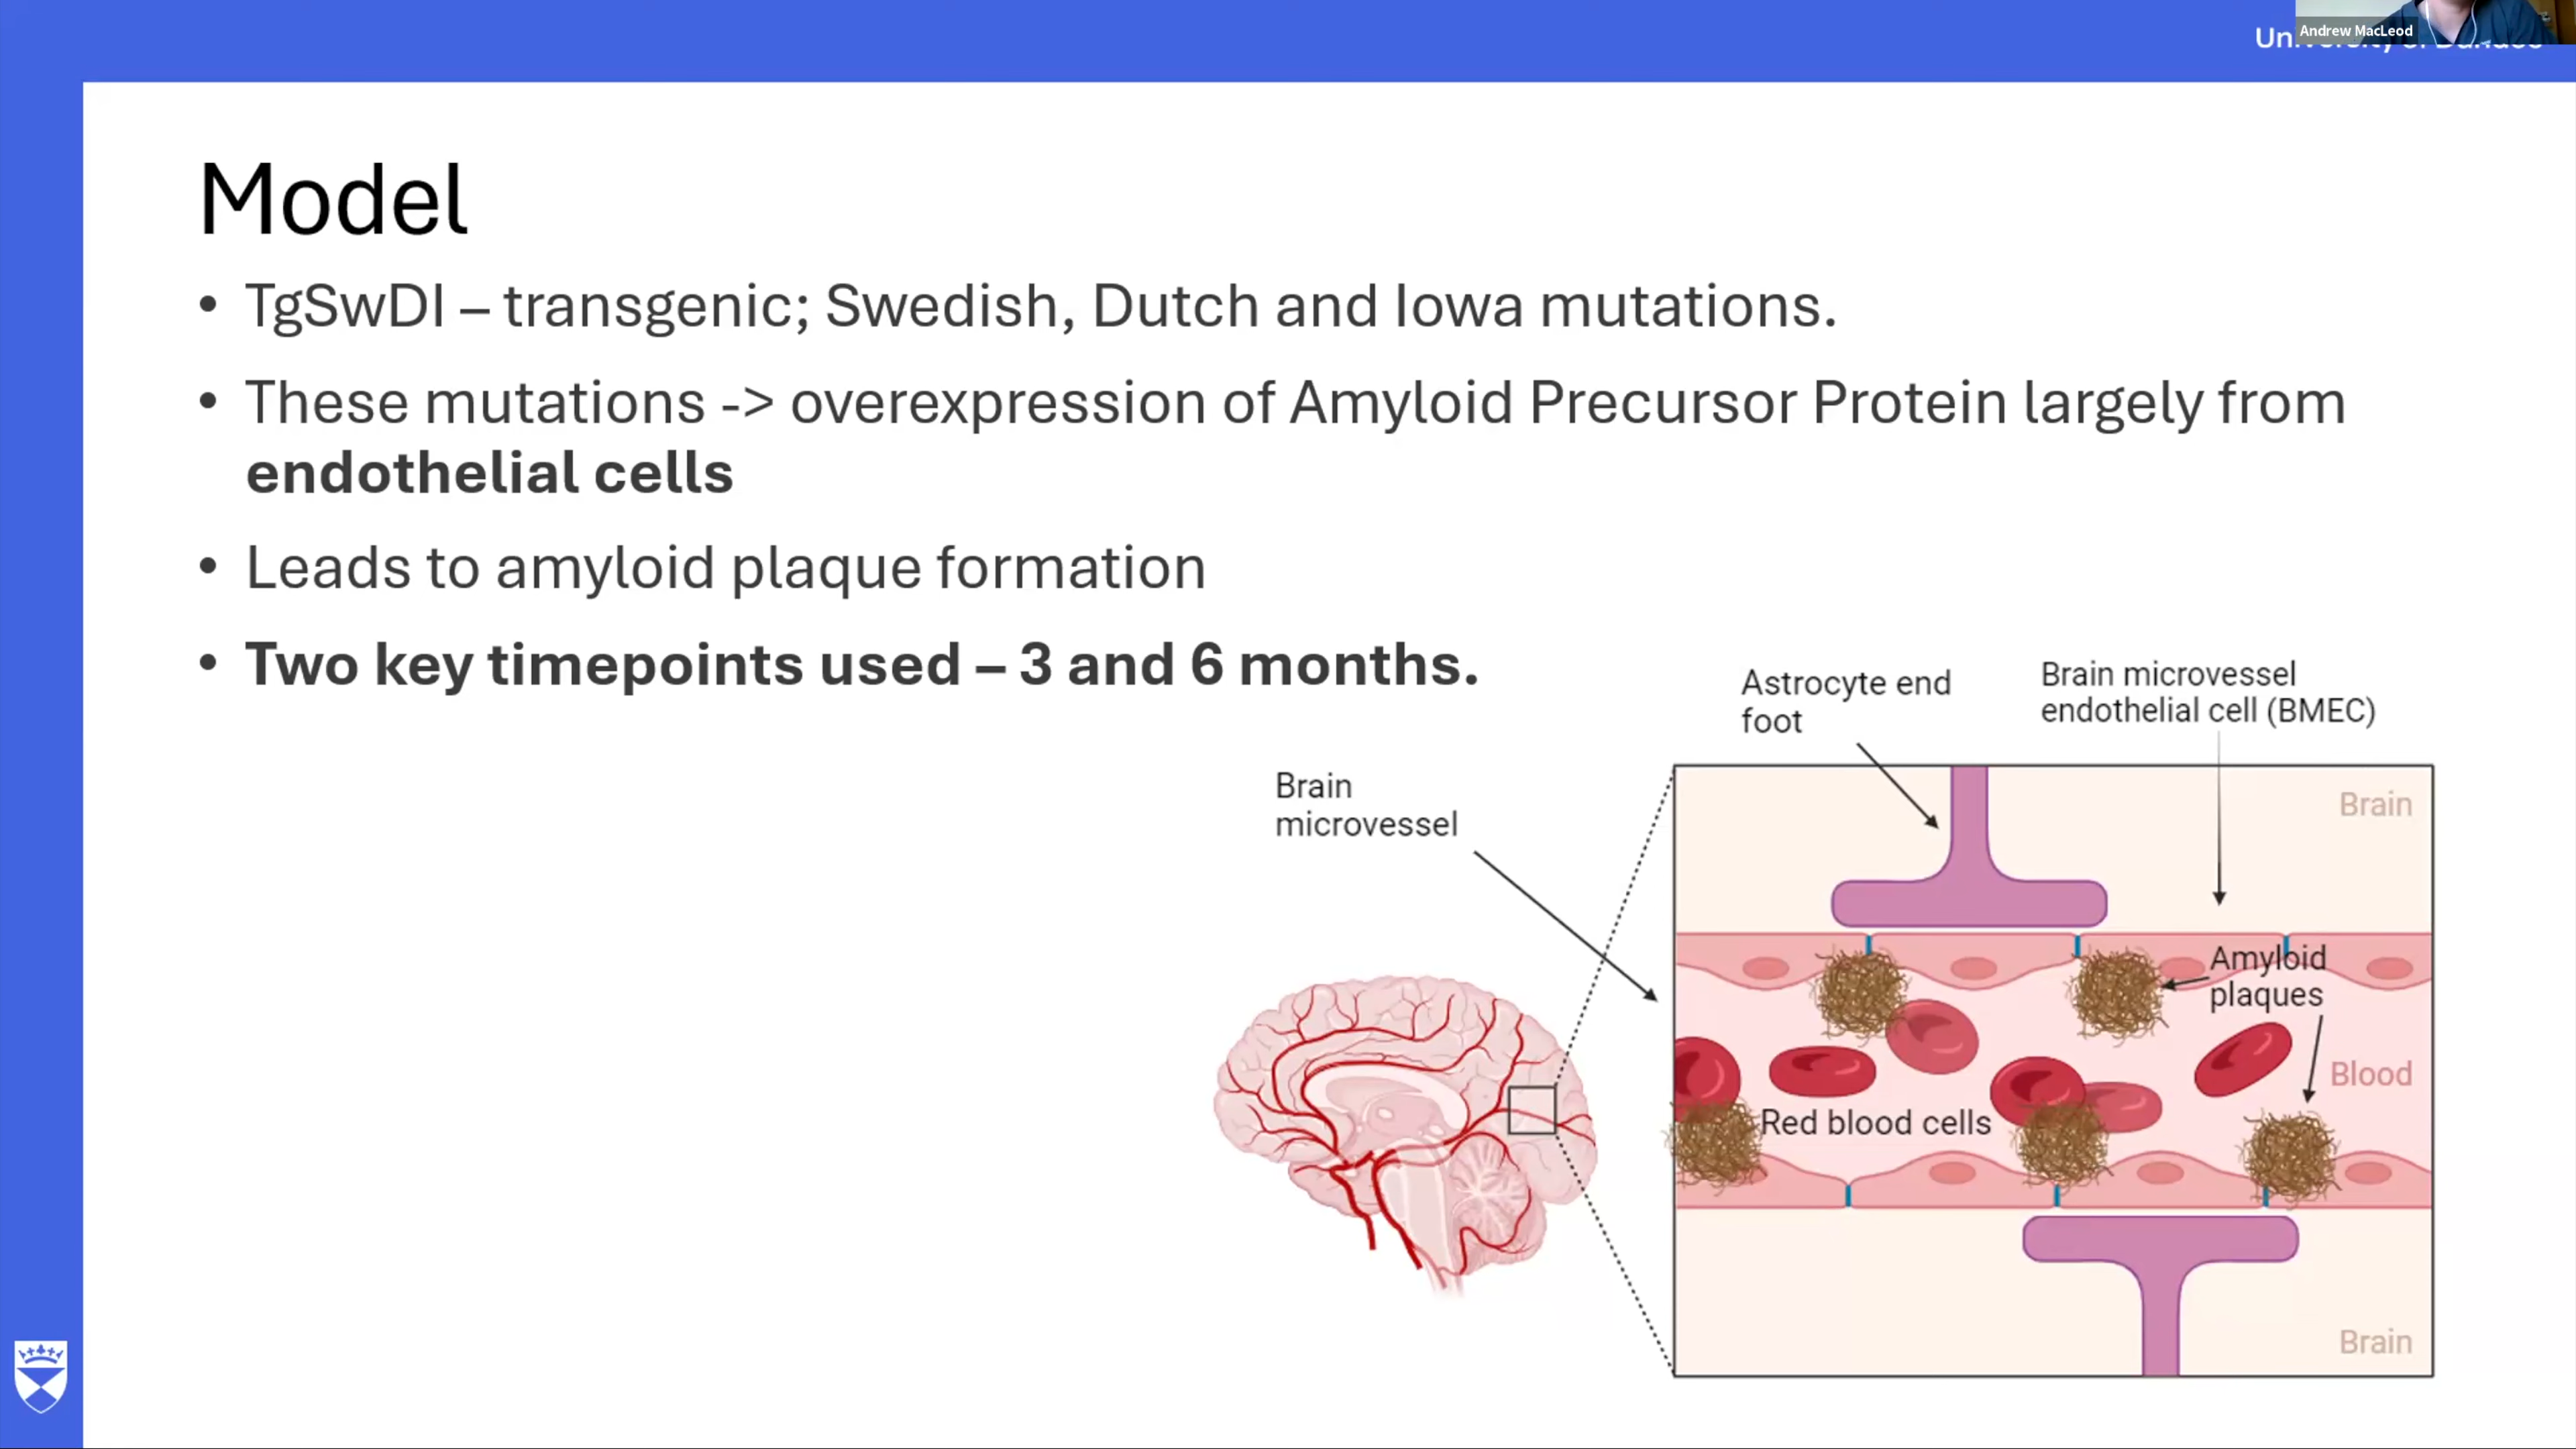 Andrew MacLeod
Model
• TgSwDI – transgenic; Swedish, Dutch and Iowa mutations.
• These mutations -> overexpression of Amyloid Precursor Protein largely from
endothelial cells
• Leads to amyloid plaque formation
• Two key timepoints used – 3 and 6 months.
Astrocyte end
foot
Brain microvessel
endothelial cell (BMEC)
Brain
microvessel
Brain
Amyloid
plaques
Blood
Red blood cells
Brain